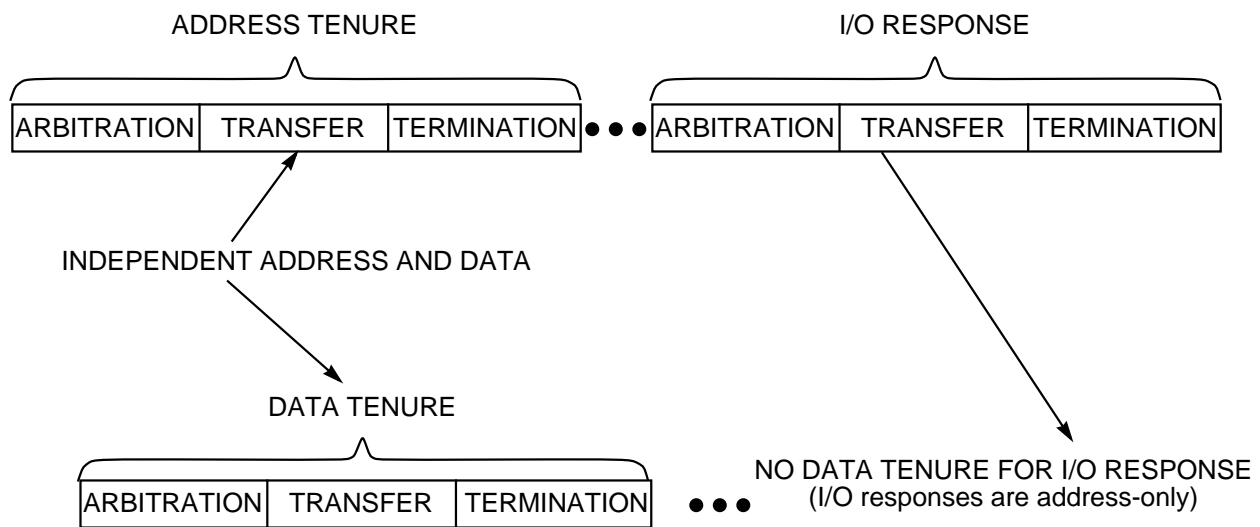 ADDRESS TENURE
I/O RESPONSE
ARBITRATION TRANSFER TERMINATION ARBITRATION TRANSFER TERMINATION
INDEPENDENT ADDRESS AND DATA
DATA TENURE
NO DATA TENURE FOR I/O RESPONSE
(I/O responses are address-only)
ARBITRATION TRANSFER TERMINATION